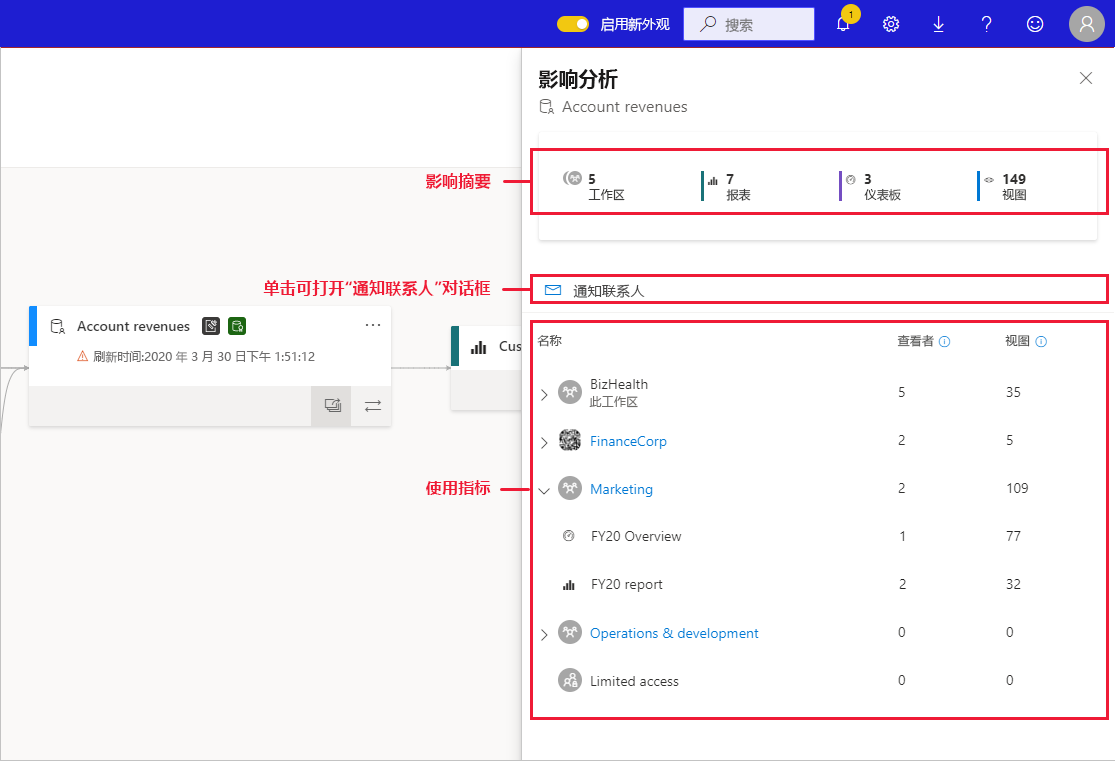 启用新外观
搜索
1
影响分析
Account revenues
影响摘要
5
工作区
7
报表
3
仪表板
149
视图
单击可打开“通知联系人”对话框
通知联系人
Account revenues
刷新时间:2020 年 3 月 30 日下午 1:51:12
Cus
使用指标
名称 查看者 视图
BizHealth 5 35
此工作区
FinanceCorp 2 5
Marketing 2 109
FY20 Overview 1 77
FY20 report 2 32
Operations & development 0 0
Limited access 0 0